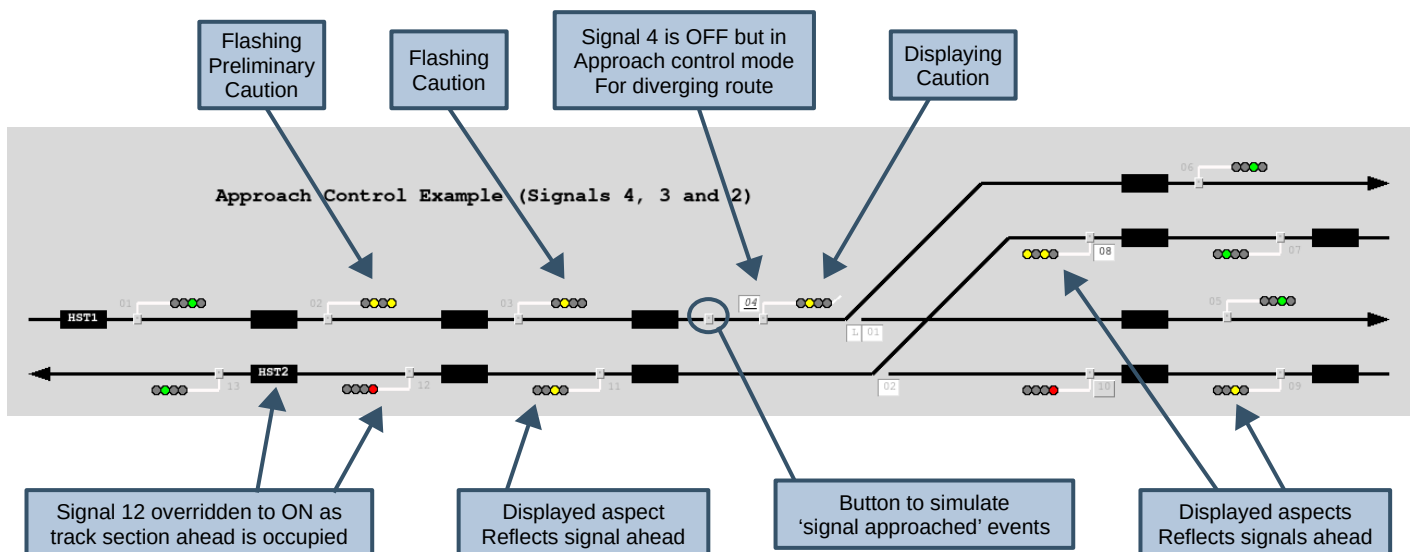 Flashing
Preliminary
Caution
Flashing
Caution
Signal 4 is OFF but in
Approach control mode
For diverging route
Displaying
Caution
Approach Control Example (Signals 4, 3 and 2)
06
08
07
01
02
03
04
05
HST1
01
13
HST2
12
11
02
10
09
Signal 12 overridden to ON as
track section ahead is occupied
Displayed aspect
Reflects signal ahead
Button to simulate
‘signal approached’ events
Displayed aspects
Reflects signals ahead